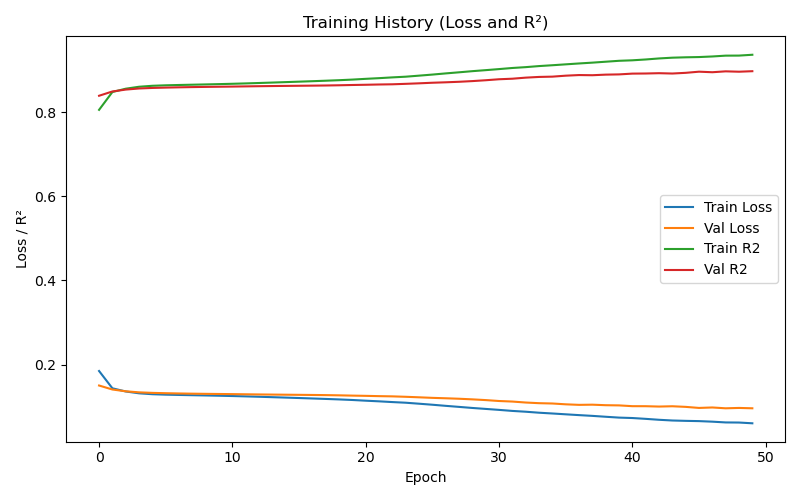 Training History (Loss and R²)
Loss / R²
0.8
0.6
0.4
0.2
Train Loss
Val Loss
Train R2
Val R2
0 10 20 30 40 50
Epoch